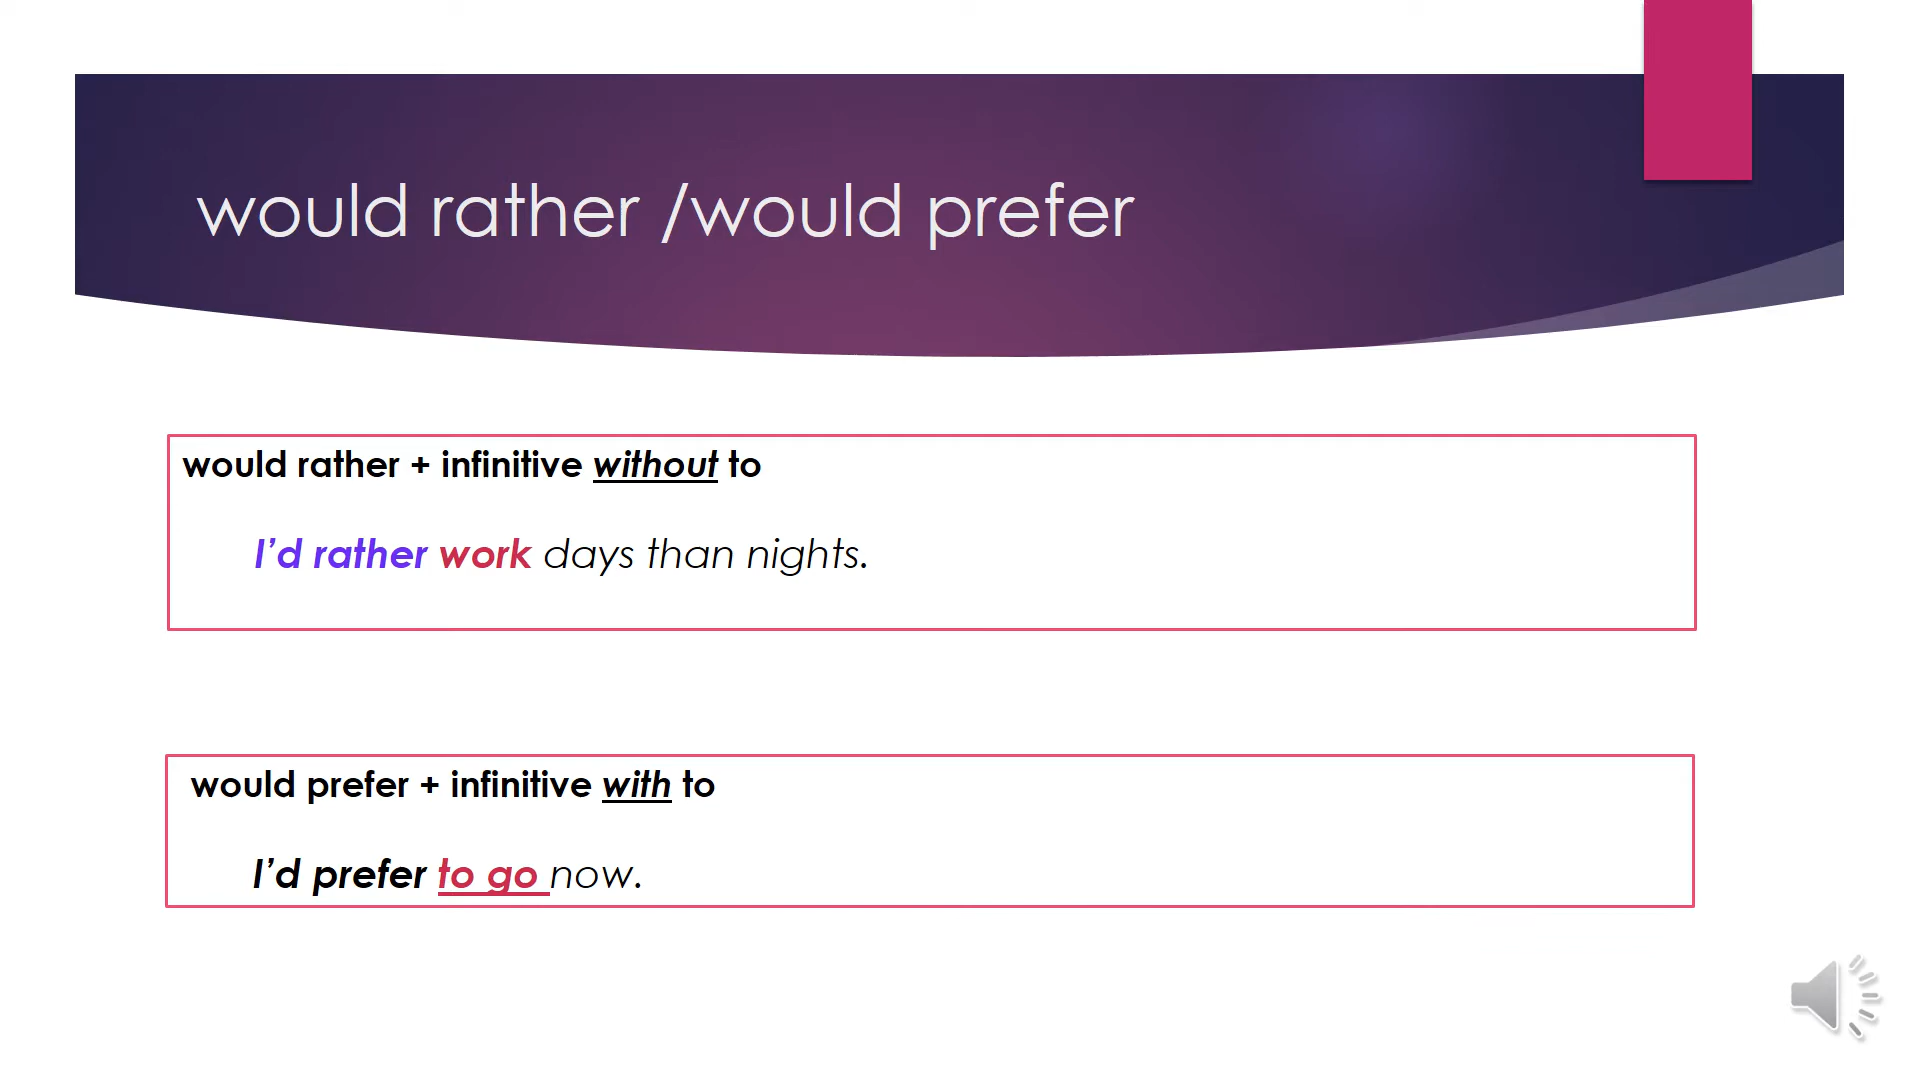 would rather /would prefer
would rather + infinitive without to
I’d rather work days than nights.
would prefer + infinitive with to
I’d prefer to go now.